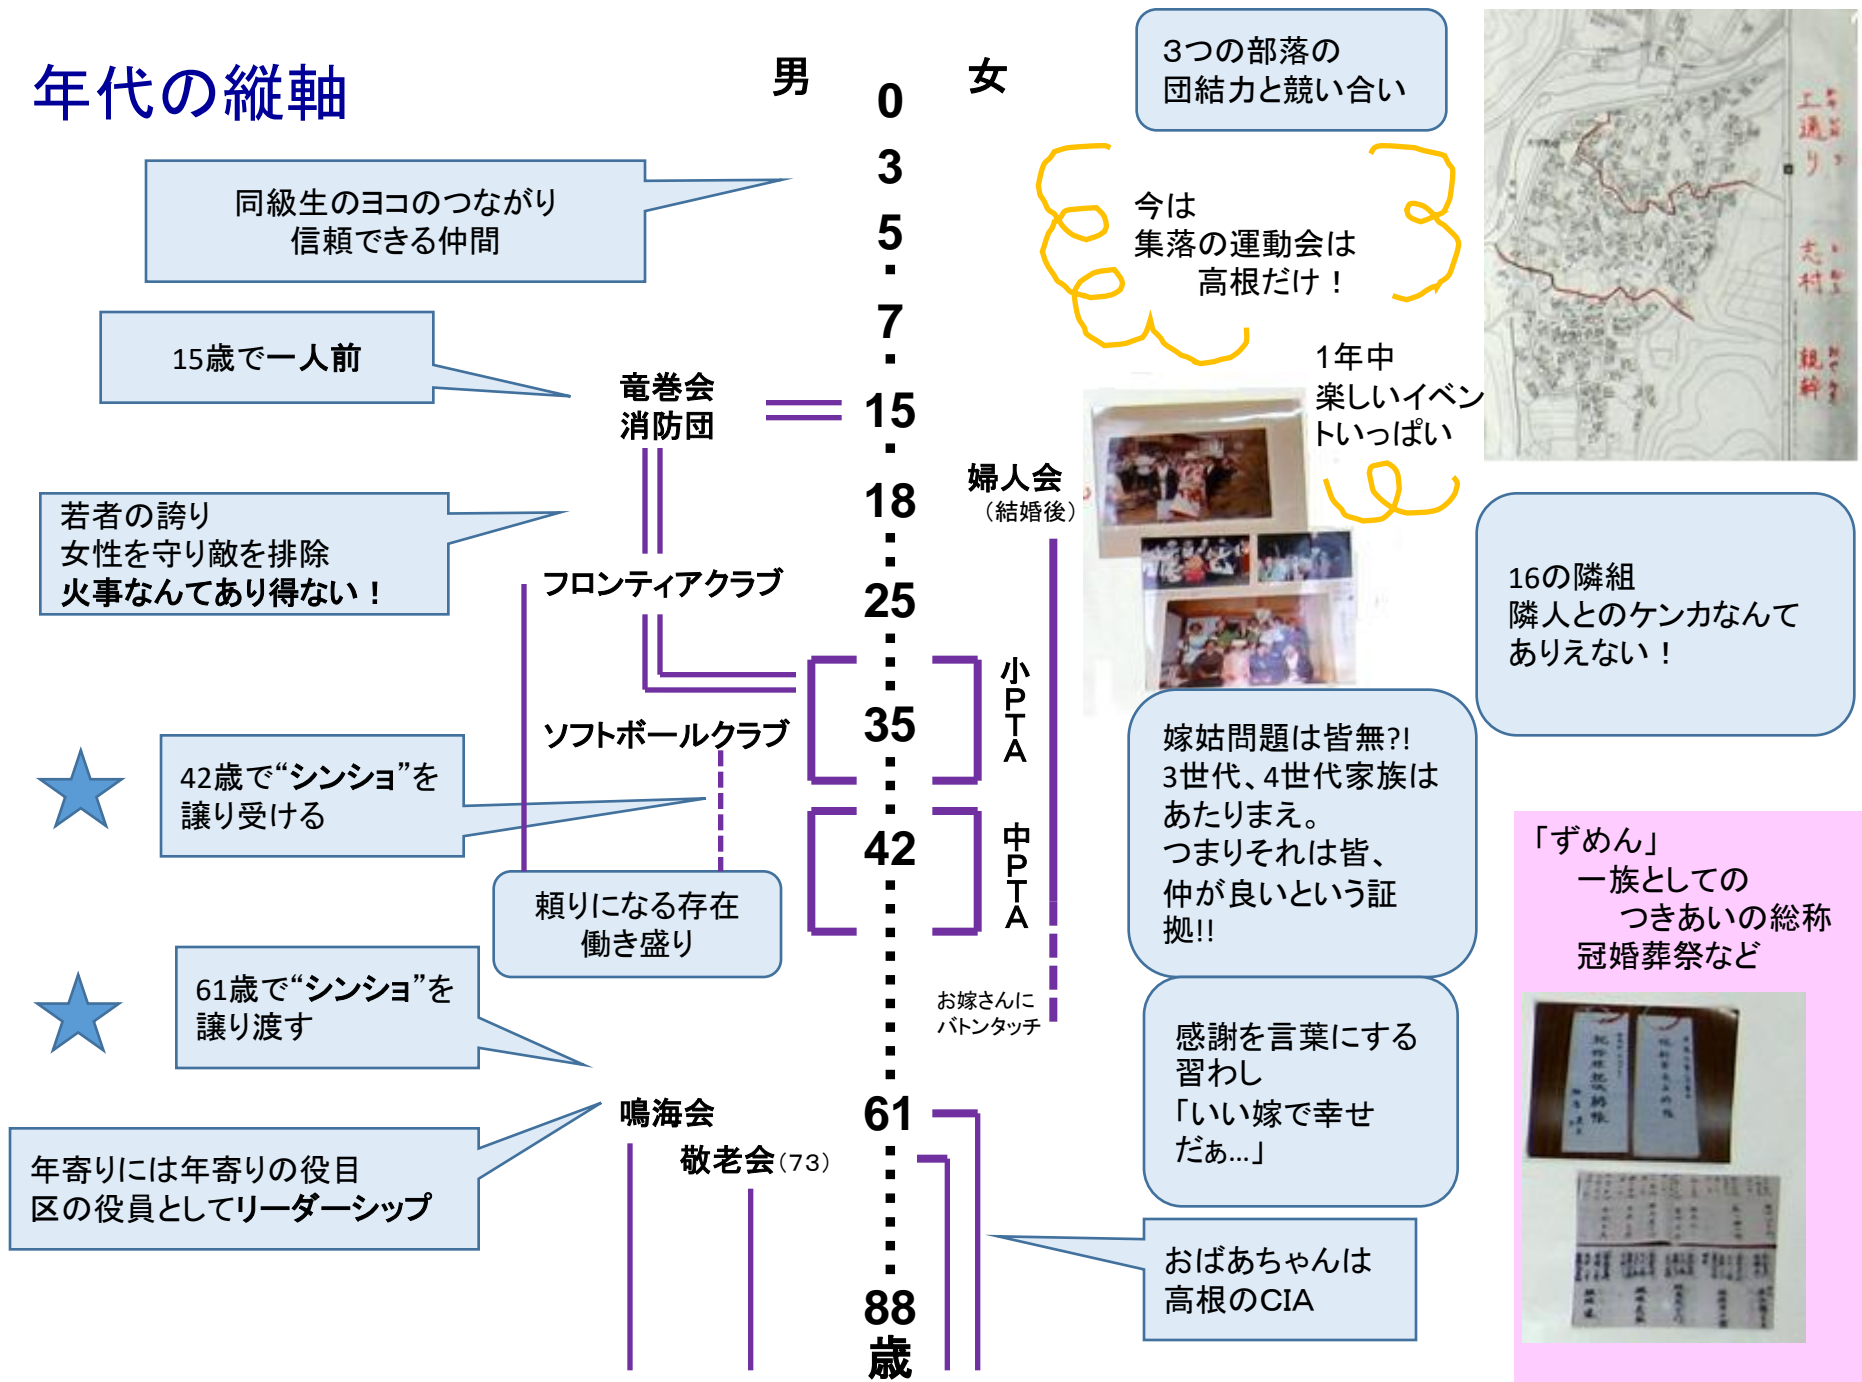 年代の縦軸
男
女
0
3
5
7
15
18
25
35
42
61
88
歳
同級生のヨコのつながり
信頼できる仲間
15歳で一人前
竜巻会
消防団
若者の誇り
女性を守り敵を排除
火事なんてあり得ない！
フロンティアクラブ
ソフトボールクラブ
42歳で“シンショ”を
譲り受ける
頼りになる存在
働き盛り
61歳で“シンショ”を
譲り渡す
鳴海会
敬老会（73）
年寄りには年寄りの役目
区の役員としてリーダーシップ
婦人会
（結婚後）
小PTA
中PTA
お嫁さんに
バトンタッチ
3つの部落の
団結力と競い合い
今は
集落の運動会は
高根だけ！
1年中
楽しいイベン
トいっぱい
上通り
志村
親幹
16の隣組
隣人とのケンカなんて
ありえない！
嫁姑問題は皆無?!
3世代、4世代家族は
あたりまえ。
つまりそれは皆、
仲が良いという証
拠!!
感謝を言葉にする
習わし
「いい嫁で幸せ
だぁ…」
おばあちゃんは
高根のCIA
「ずめん」
一族としての
つきあいの総称
冠婚葬祭など